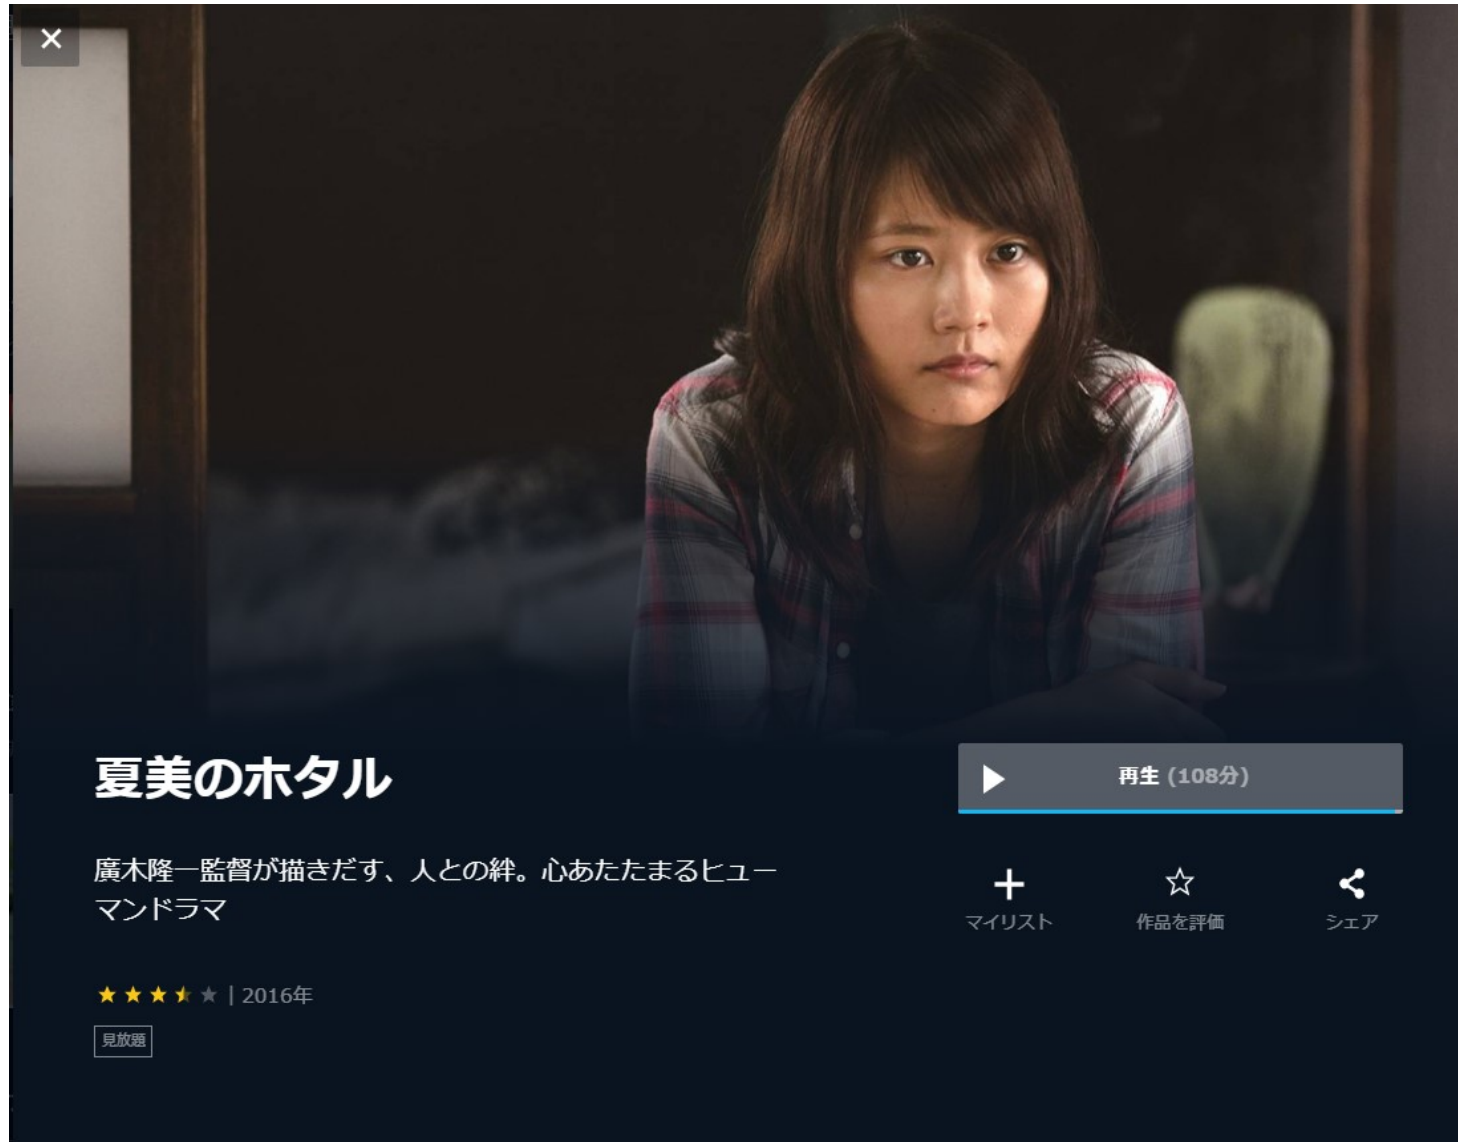 夏美のホタル
再生 (108分)
廣木隆一監督が描きだす、人との絆。心あたたまるヒュー
マンドラマ
マイリスト
作品を評価
シェア
| 2016年
見放題